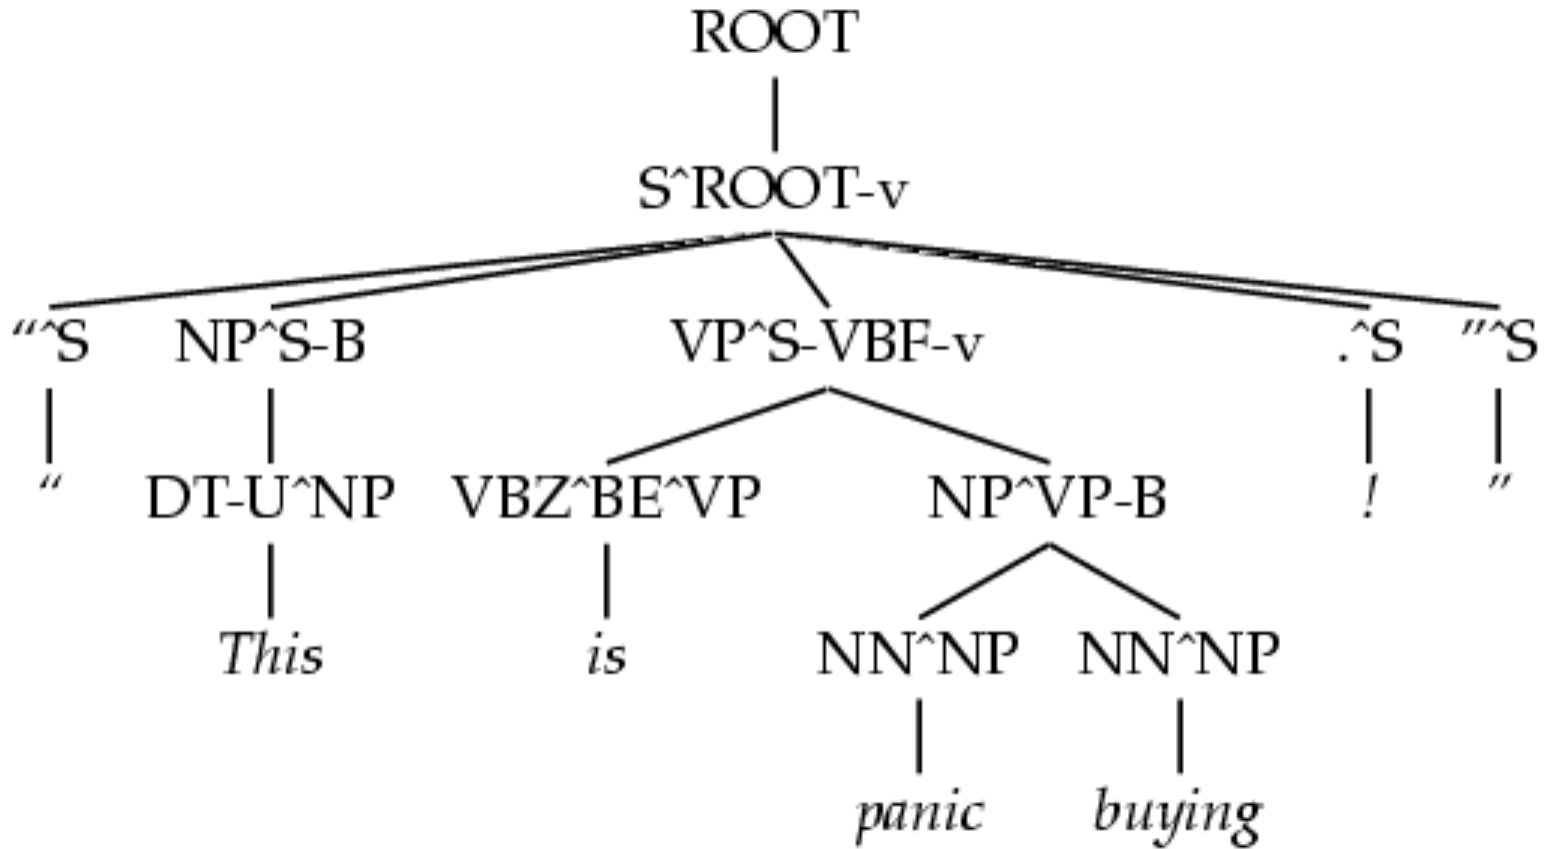 ROOT
S^ROOT-v
“^S NP^S-B VP^S-VBF-v .^S ”^S
“ DT-U^NP VBZ^BE^VP NP^VP-B ! ”
This is NN^NP NN^NP
panic buying